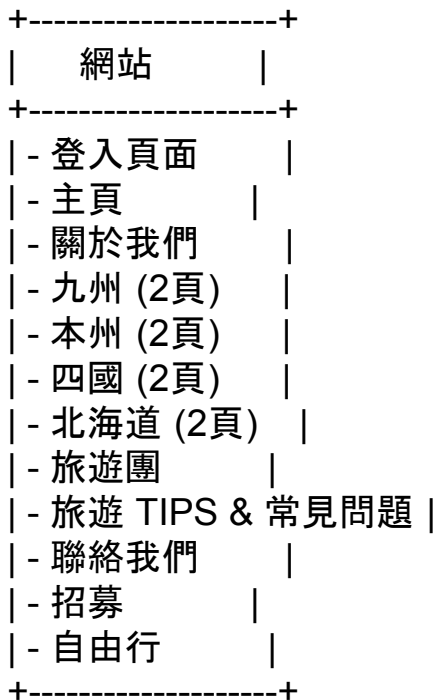 +--------------------+
| 網站 |
+--------------------+
| - 登入頁面 |
| - 主頁 |
| - 關於我們 |
| - 九州 (2頁) |
| - 本州 (2頁) |
| - 四國 (2頁) |
| - 北海道 (2頁) |
| - 旅遊團 |
| - 旅遊 TIPS & 常見問題 |
| - 聯絡我們 |
| - 招募 |
| - 自由行 |
+--------------------+